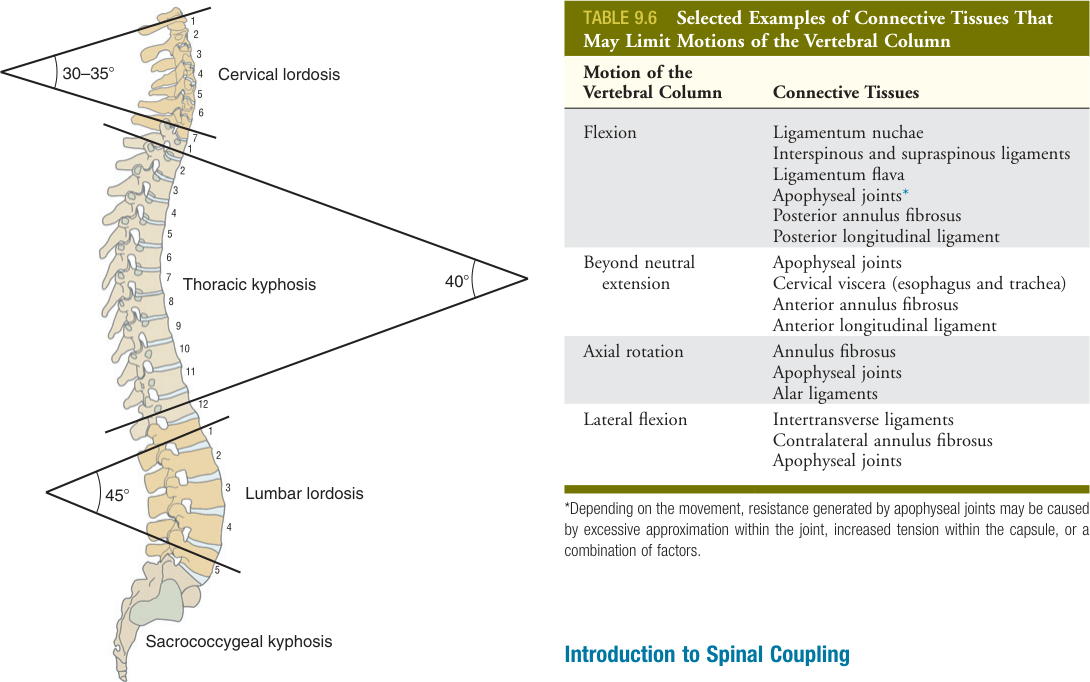 1
2
3
4
5
6
7
30–35°
Cervical lordosis
1
2
3
4
5
6
7
8
9
10
11
12
Thoracic kyphosis
40°
1
2
3
4
5
45°
Lumbar lordosis
Sacrococcygeal kyphosis
TABLE 9.6 Selected Examples of Connective Tissues That
May Limit Motions of the Vertebral Column
Motion of the
Vertebral Column Connective Tissues
Flexion Ligamentum nuchae
Interspinous and supraspinous ligaments
Ligamentum flava
Apophyseal joints*
Posterior annulus fibrosus
Posterior longitudinal ligament
Beyond neutral Apophyseal joints
extension Cervical viscera (esophagus and trachea)
Anterior annulus fibrosus
Anterior longitudinal ligament
Axial rotation Annulus fibrosus
Apophyseal joints
Alar ligaments
Lateral flexion Intertransverse ligaments
Contralateral annulus fibrosus
Apophyseal joints
*Depending on the movement, resistance generated by apophyseal joints may be caused
by excessive approximation within the joint, increased tension within the capsule, or a
combination of factors.
Introduction to Spinal Coupling